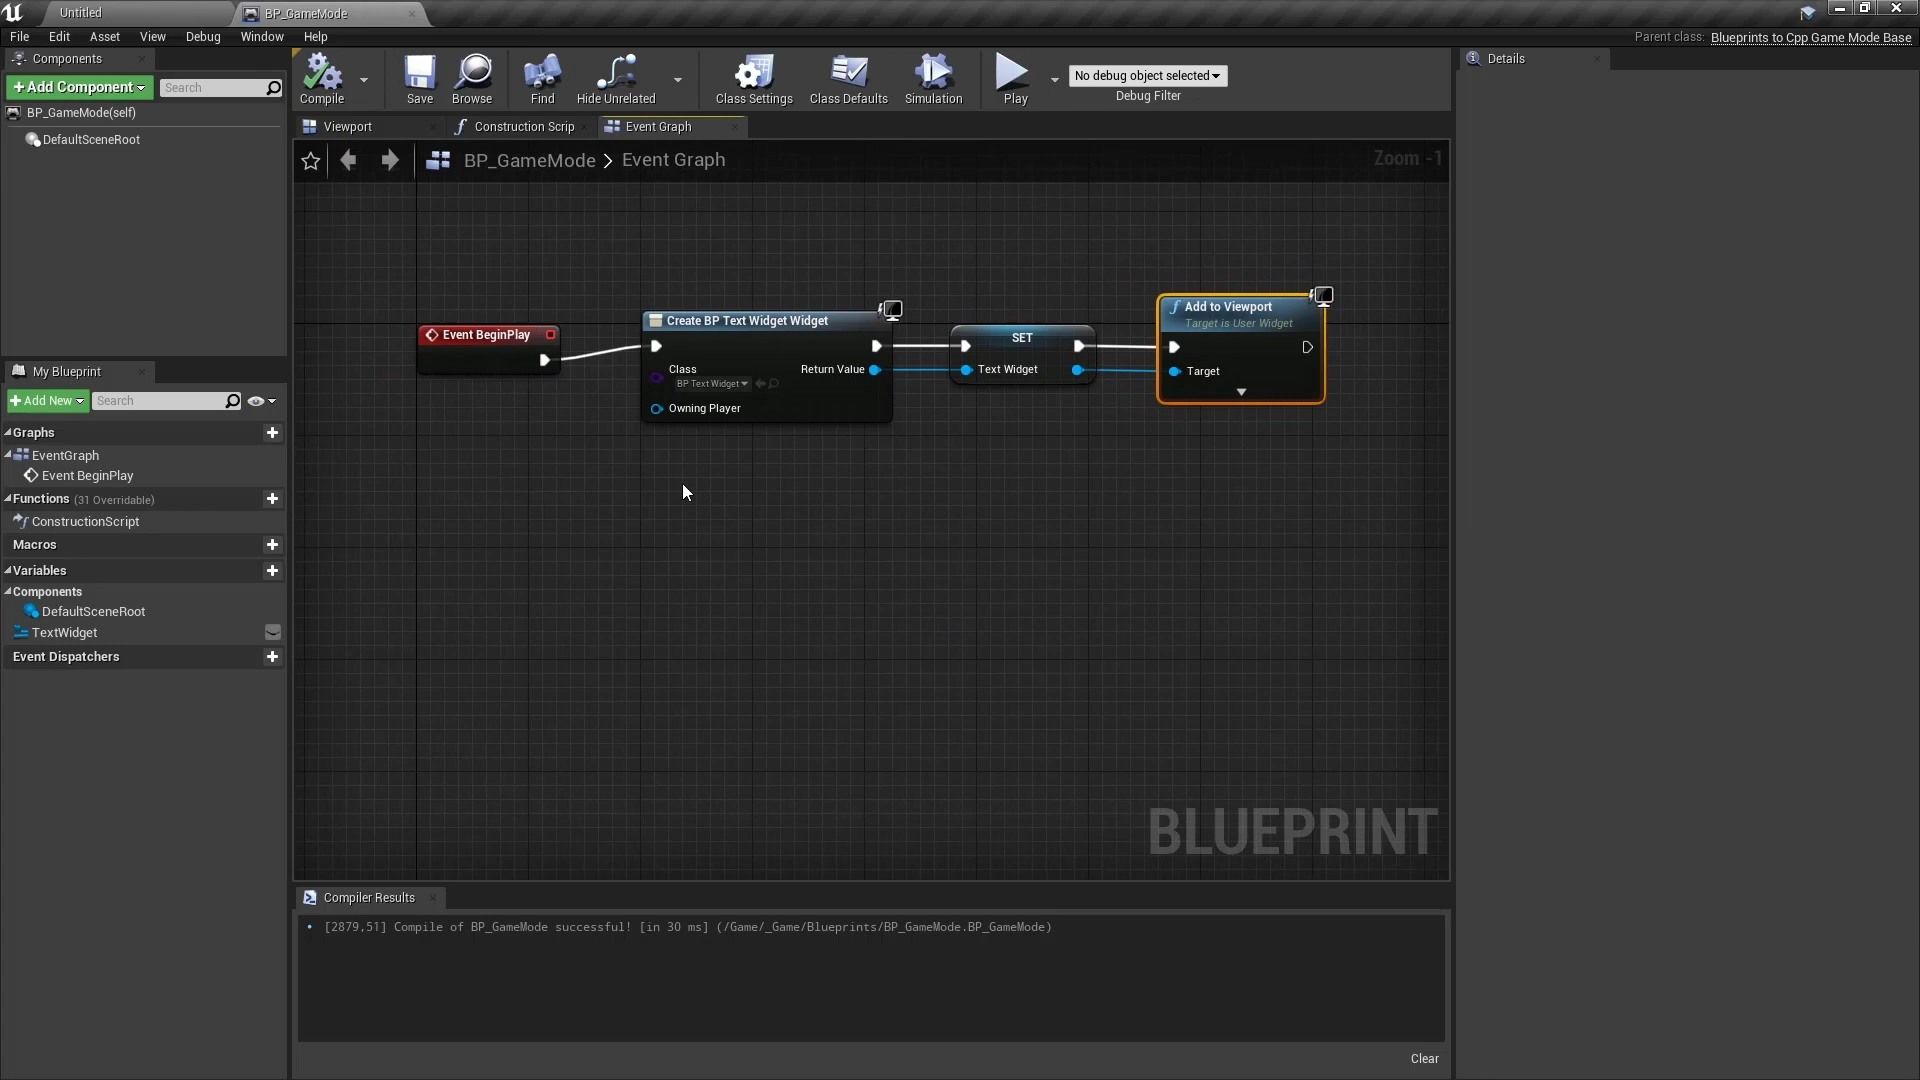 Untitled
BP_GameMode
File Edit Asset View Debug Window Help
Parent class: Blueprints to Cpp Game Mode Base
Components
Add Component
Search
BP_GameMode(self)
DefaultSceneRoot
Compile
Save
Browse
Find
Hide Unrelated
Class Settings
Class Defaults
Simulation
Play
No debug object selected
Debug Filter
Details
Viewport
Construction Scrip
Event Graph
BP_GameMode > Event Graph
Zoom -1
Event BeginPlay
Create BP Text Widget Widget
Class
BP Text Widget
Return Value
Owning Player
SET
Text Widget
Add to Viewport
Target is User Widget
Target
BLUEPRINT
My Blueprint
Add New
Search
Graphs
EventGraph
Event BeginPlay
Functions (31 Overridable)
ConstructionScript
Macros
Variables
Components
DefaultSceneRoot
TextWidget
Event Dispatchers
Compiler Results
[2879,51] Compile of BP_GameMode successful! [in 30 ms] (/Game/_Game/Blueprints/BP_GameMode.BP_GameMode)
Clear